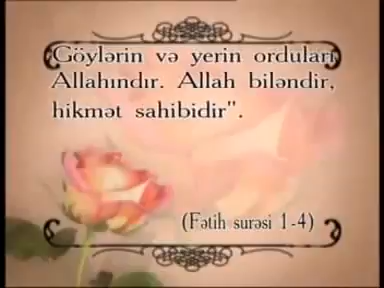 Göylərin və yerin orduları
Allahındır. Allah biləndir,
hikmət sahibidir".
(Fətih surəsi 1-4)